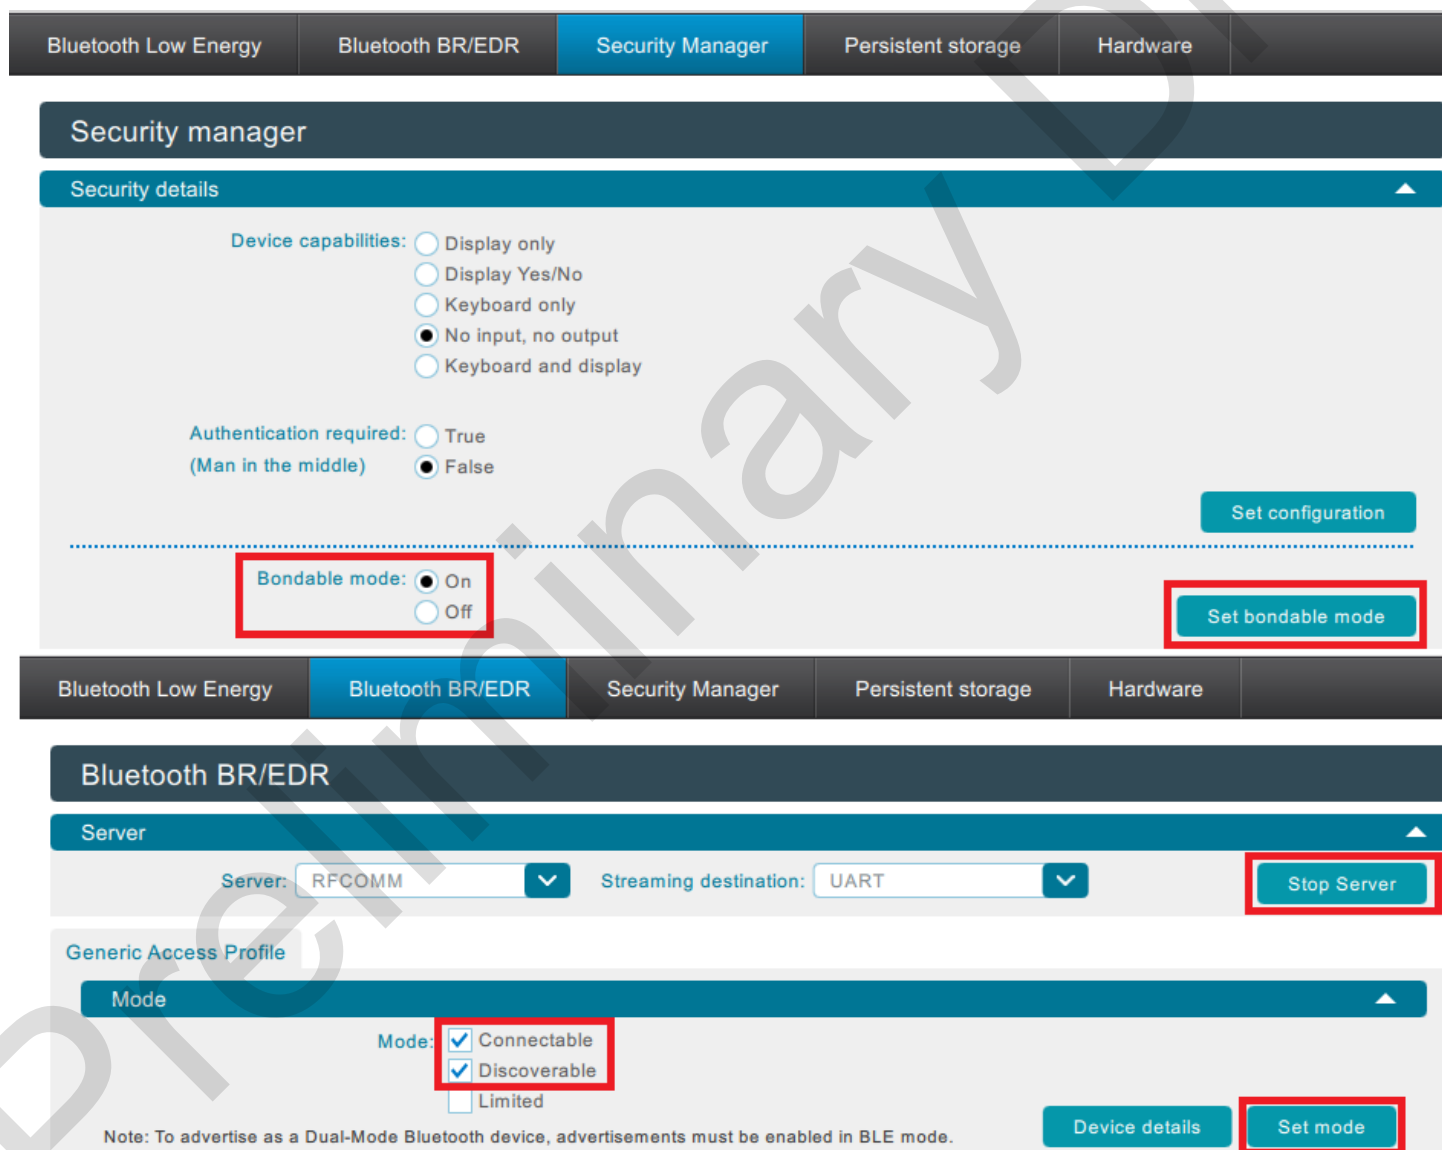 Bluetooth Low Energy Bluetooth BR/EDR Security Manager Persistent storage Hardware
Security manager
Security details
Device capabilities: Display only
Display Yes/No
Keyboard only
No input, no output
Keyboard and display
Authentication required: True
(Man in the middle) False
Set configuration
Bondable mode: On
Off
Set bondable mode
Bluetooth Low Energy Bluetooth BR/EDR Security Manager Persistent storage Hardware
Bluetooth BR/EDR
Server
Server: RFCOMM Streaming destination: UART Stop Server
Generic Access Profile
Mode
Mode: Connectable
Discoverable
Limited
Device details Set mode
Note: To advertise as a Dual-Mode Bluetooth device, advertisements must be enabled in BLE mode.
Preliminary